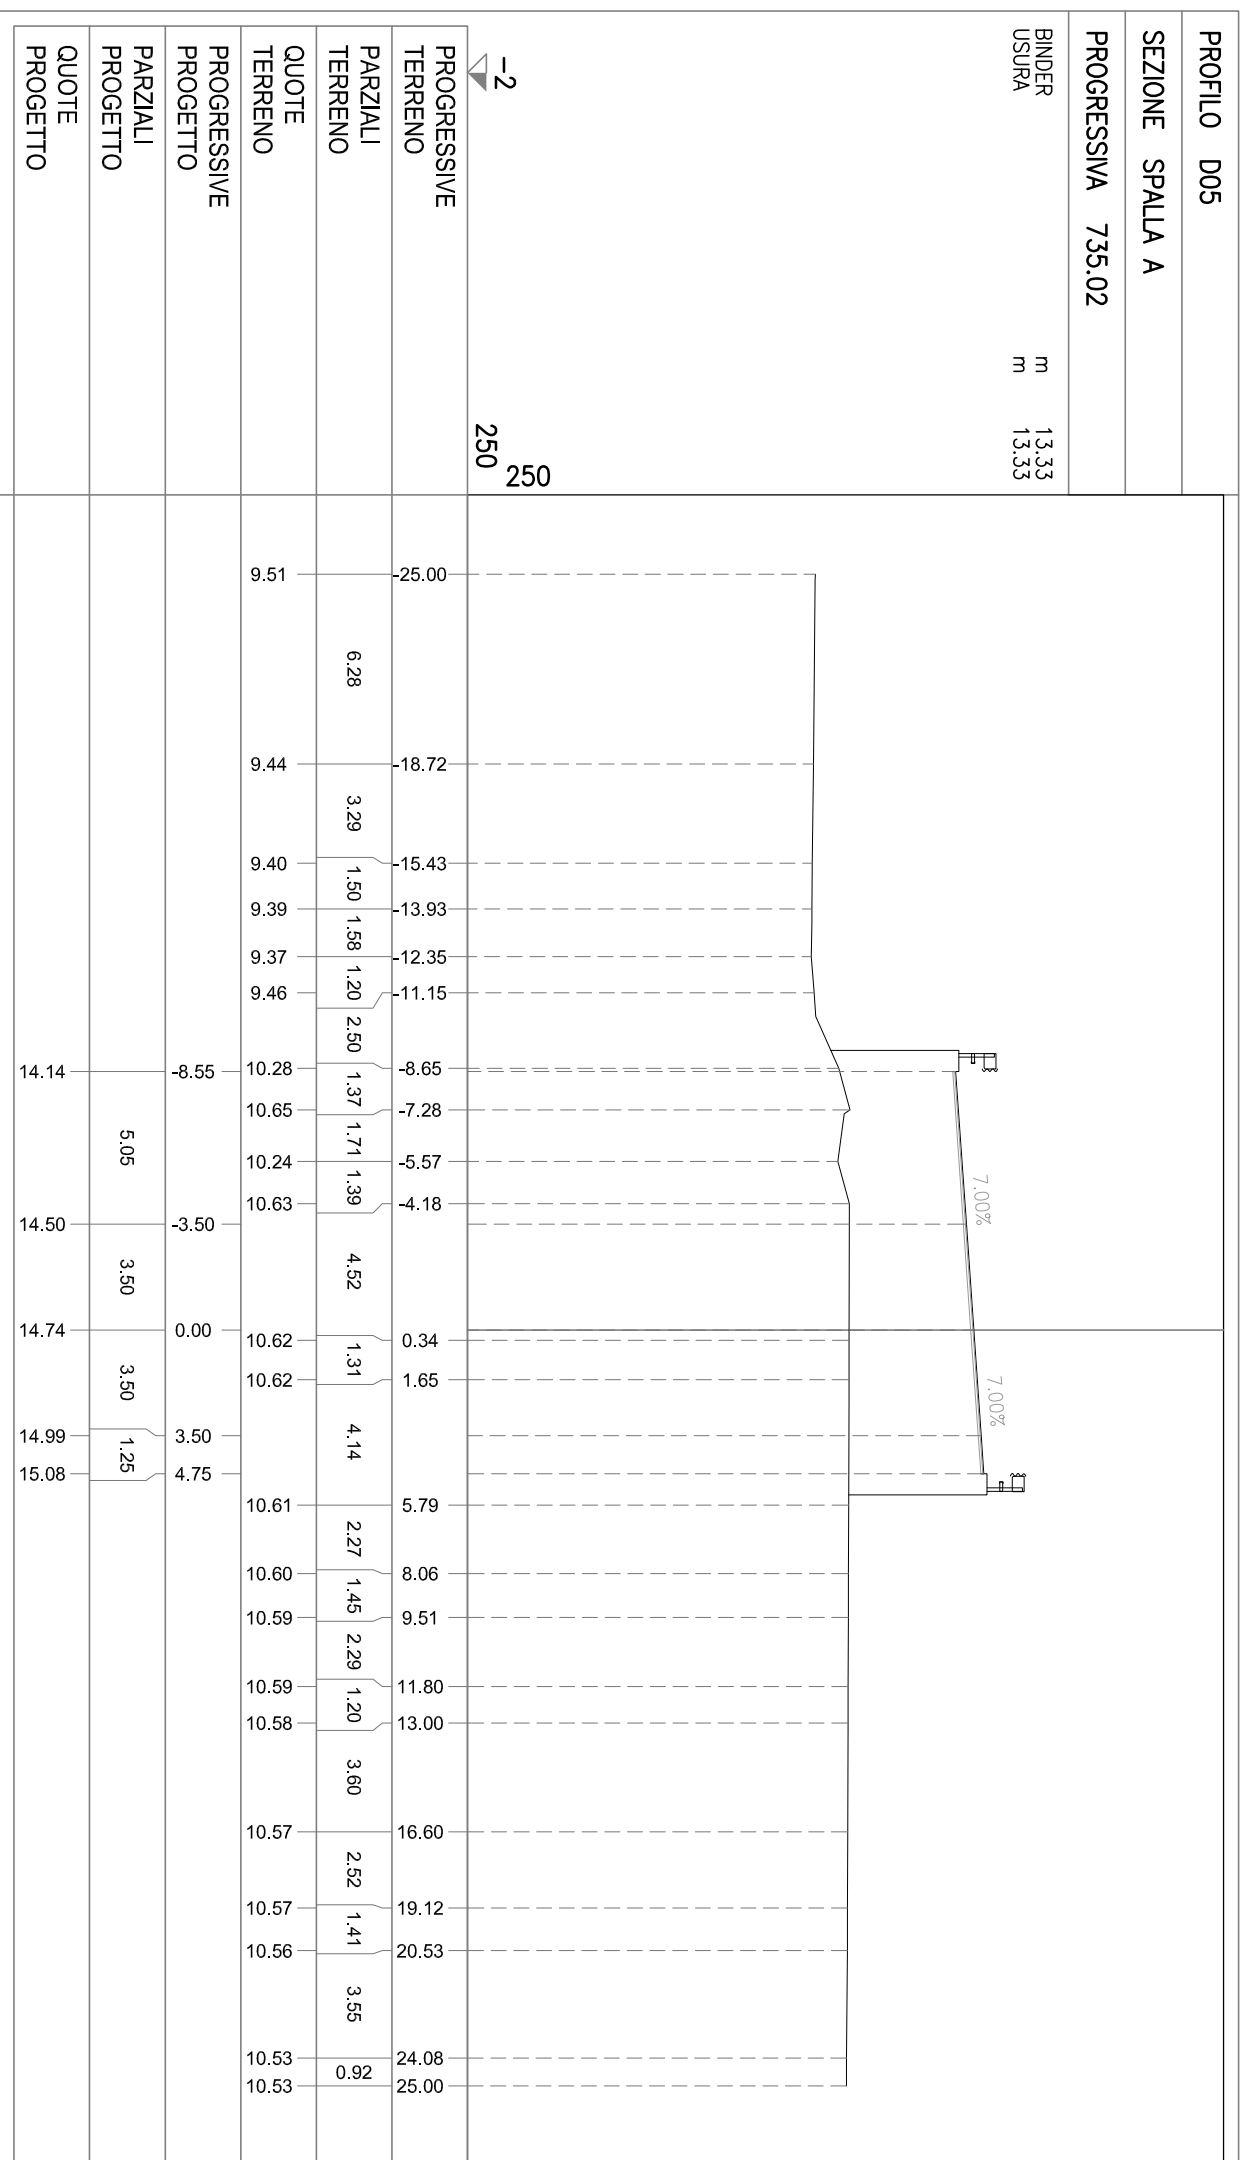 PROFILO D05
SEZIONE SPALLA A
PROGRESSIVA 735.02
BINDER m 13.33
USURA m 13.33
7.00%
7.00%
-2
250
250
PROGRESSIVE
TERRENO
-25.00 -18.72 -15.43 -13.93 -12.35 -11.15 -8.65 -7.28 -5.57 -4.18 0.34 1.65 5.79 8.06 9.51 11.80 13.00 16.60 19.12 20.53 24.08 25.00
PARZIALI
TERRENO
6.28 3.29 1.50 1.58 1.20 2.50 1.37 1.71 1.39 4.52 1.31 4.14 2.27 1.45 2.29 1.20 3.60 2.52 1.41 3.55 0.92
QUOTE
TERRENO
9.51 9.44 9.40 9.39 9.37 9.46 10.28 10.65 10.24 10.63 10.62 10.62 10.61 10.60 10.59 10.59 10.58 10.57 10.57 10.56 10.53 10.53
PROGRESSIVE
PROGETTO
-8.55 -3.50 0.00 3.50 4.75
PARZIALI
PROGETTO
5.05 3.50 3.50 1.25
QUOTE
PROGETTO
14.14 14.50 14.74 14.99 15.08